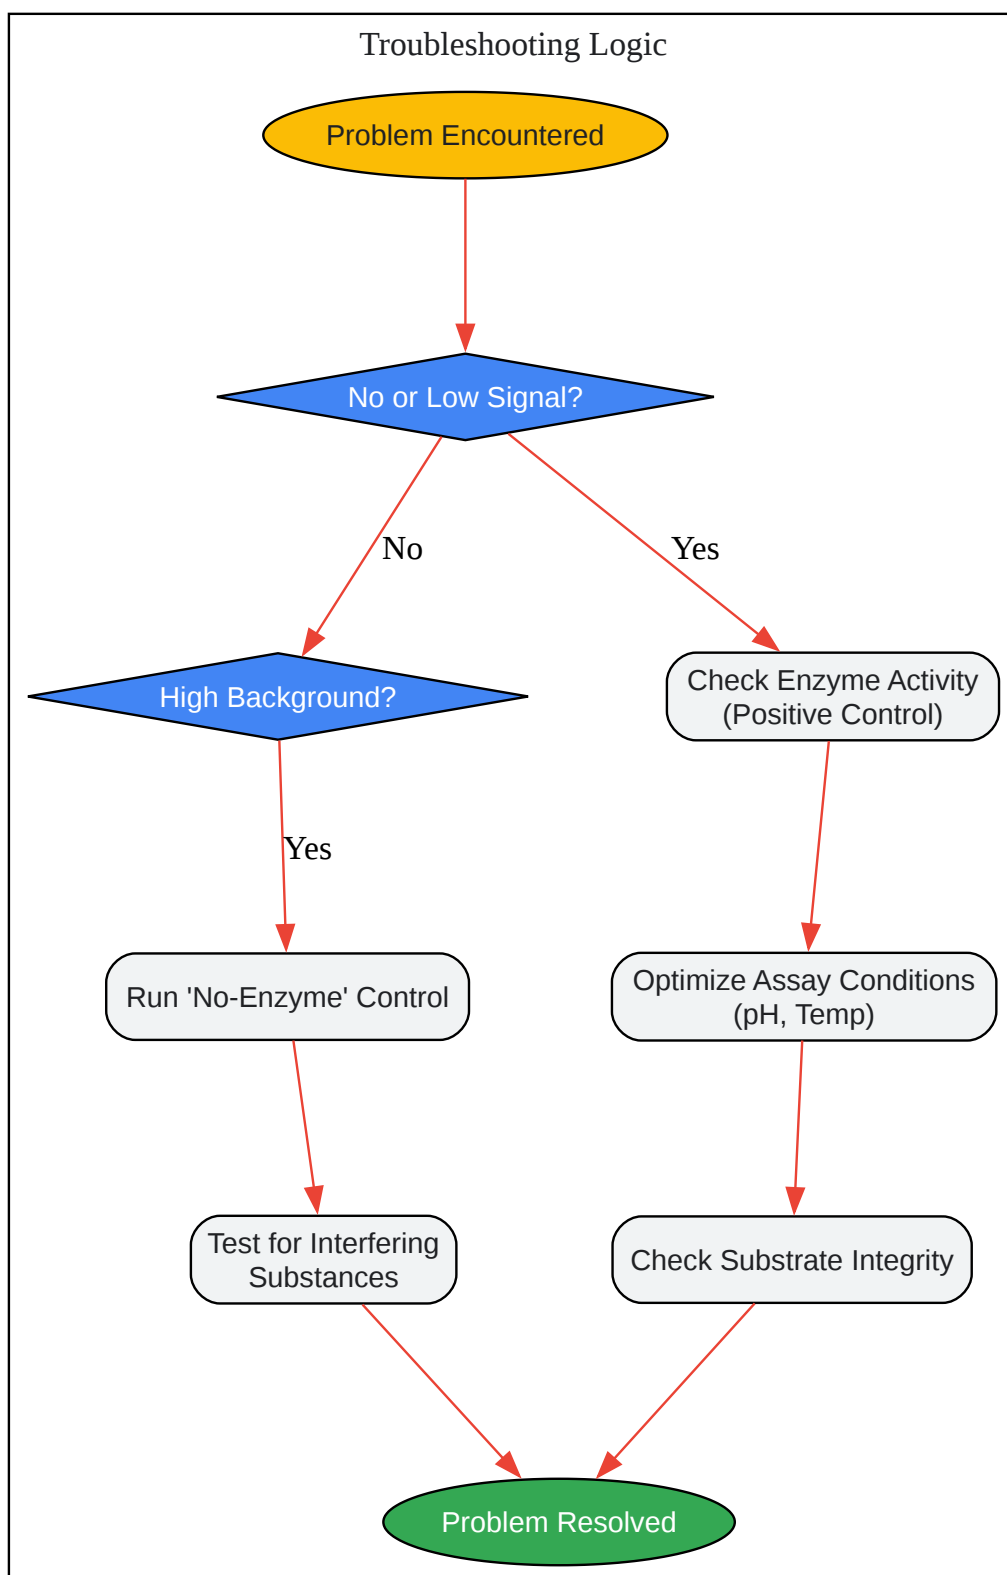 Troubleshooting Logic
Problem Encountered
No or Low Signal?
No
Yes
High Background?
Check Enzyme Activity
(Positive Control)
Yes
Run 'No-Enzyme' Control
Optimize Assay Conditions
(pH, Temp)
Test for Interfering
Substances
Check Substrate Integrity
Problem Resolved